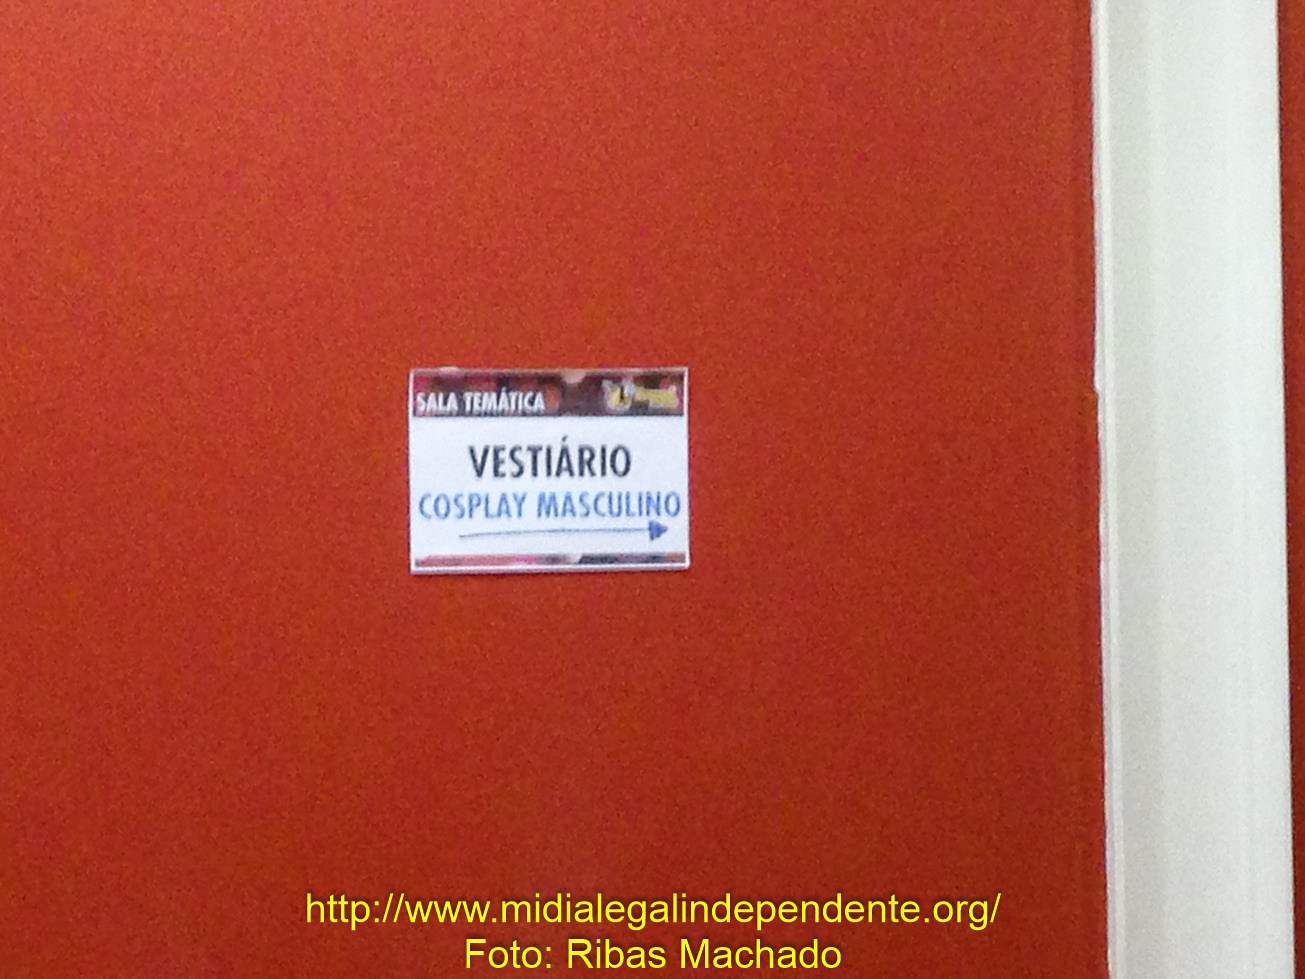 SALA TEMÁTICA
VESTIÁRIO
COSPLAY MASCULINO
http://www.midialegalindependente.org/
Foto: Ribas Machado